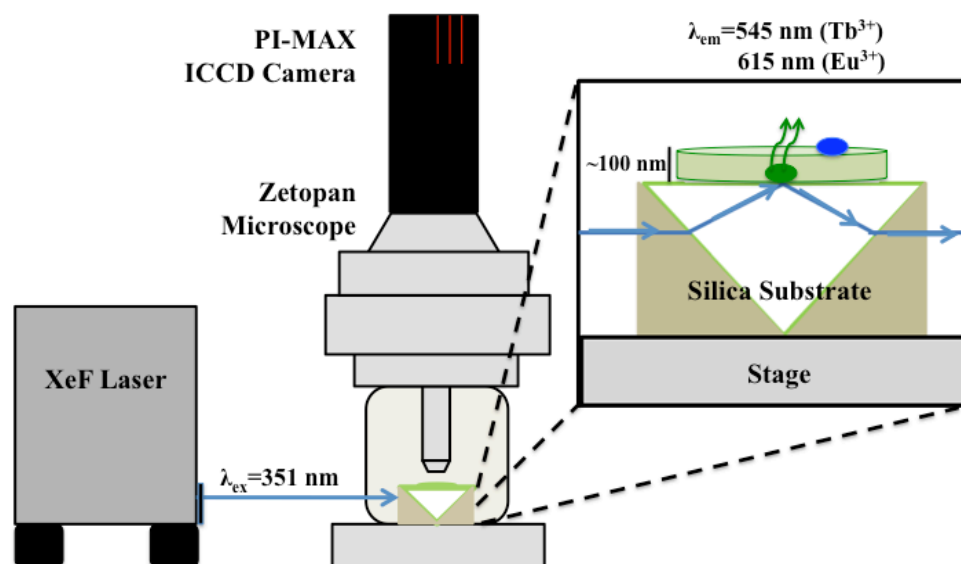 PI-MAX
ICCD Camera
Zetopan
Microscope
XeF Laser
λex=351 nm
λem=545 nm (Tb³⁺)
615 nm (Eu³⁺)
~100 nm
Silica Substrate
Stage